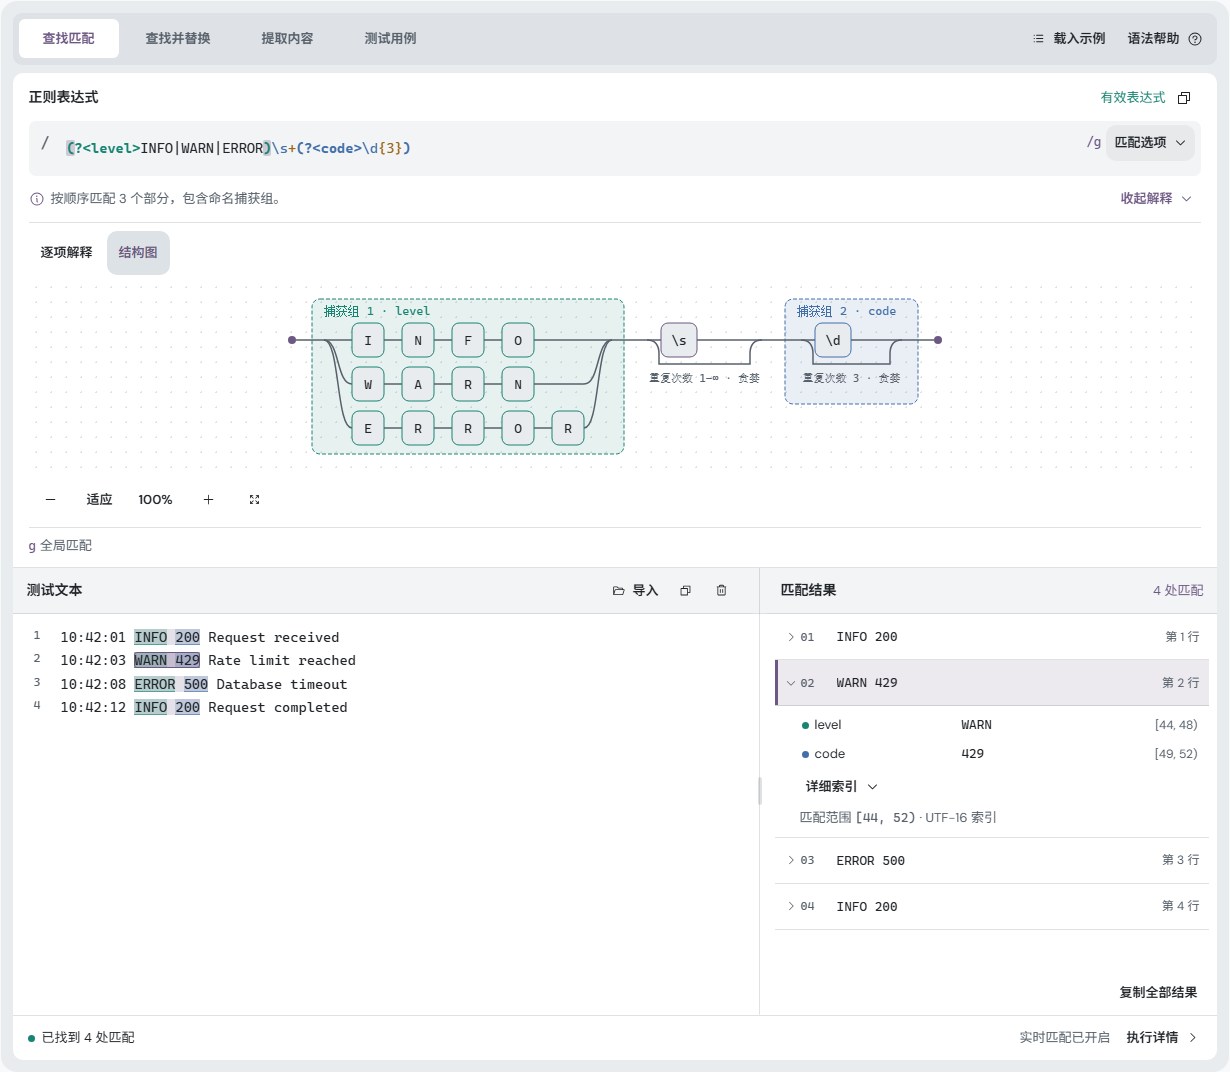 查找匹配 查找并替换 提取内容 测试用例 载入示例 语法帮助
正则表达式 有效表达式
/ (?<level>INFO|WARN|ERROR)\s+(?<code>\d{3}) /g 匹配选项
按顺序匹配 3 个部分，包含命名捕获组。 收起解释
逐项解释 结构图
捕获组 1 · level 捕获组 2 · code
I N F O \s \d
重复次数 1–∞ · 贪婪 重复次数 3 · 贪婪
W A R N
E R R O R
适应 100%
g 全局匹配
测试文本 导入
1 10:42:01 INFO 200 Request received
2 10:42:03 WARN 429 Rate limit reached
3 10:42:08 ERROR 500 Database timeout
4 10:42:12 INFO 200 Request completed
匹配结果 4 处匹配
01 INFO 200 第 1 行
02 WARN 429 第 2 行
level WARN [44, 48)
code 429 [49, 52)
详细索引
匹配范围 [44, 52) · UTF-16 索引
03 ERROR 500 第 3 行
04 INFO 200 第 4 行
复制全部结果
已找到 4 处匹配 实时匹配已开启 执行详情